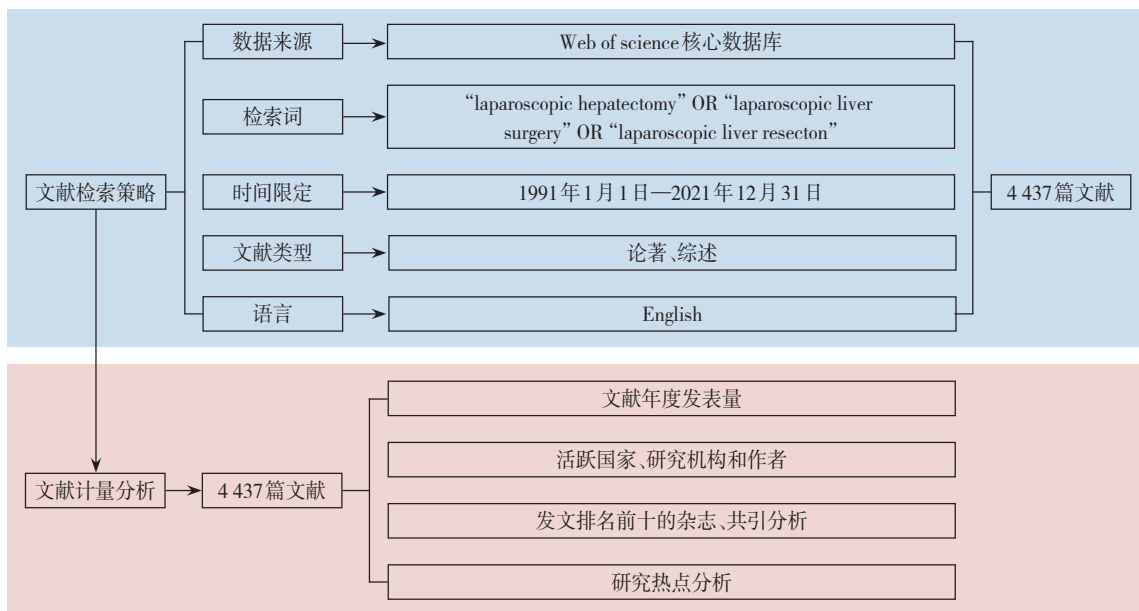 数据来源
Web of science核心数据库
检索词
“laparoscopic hepatectomy” OR “laparoscopic liver
surgery” OR “laparoscopic liver resecton”
文献检索策略
时间限定
1991年1月1日—2021年12月31日
4 437篇文献
文献类型
论著、综述
语言
English
文献年度发表量
活跃国家、研究机构和作者
文献计量分析
4 437篇文献
发文排名前十的杂志、共引分析
研究热点分析